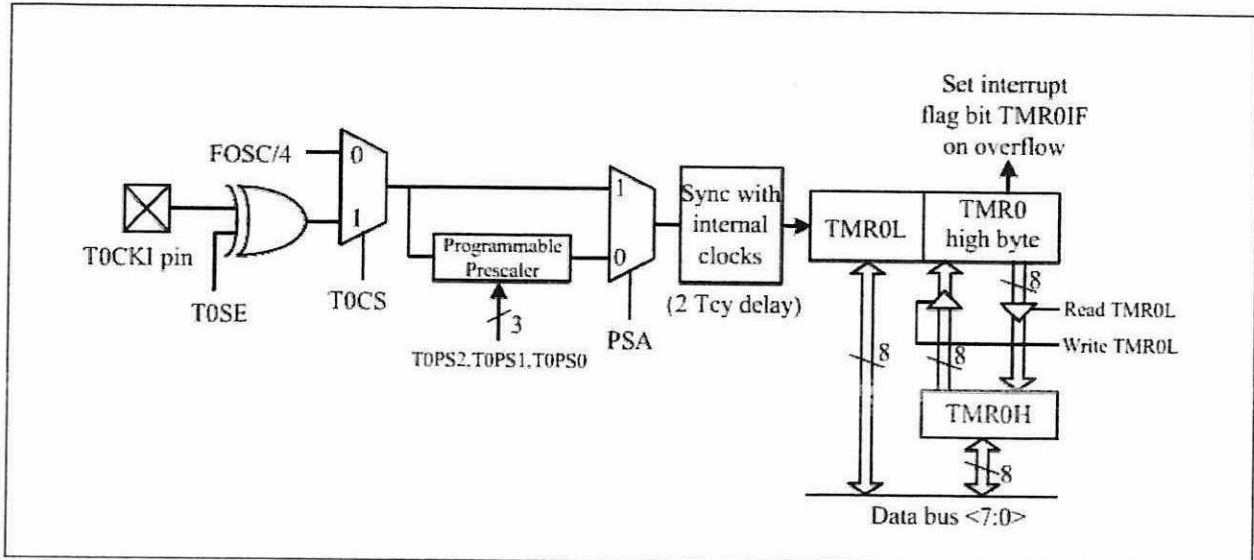 Set interrupt
flag bit TMR0IF
on overflow
FOSC/4
0
1
T0CKI pin
T0SE
T0CS
Programmable
Prescaler
3
T0PS2,T0PS1,T0PS0
1
0
PSA
Sync with
internal
clocks
(2 Tcy delay)
TMR0L
TMR0
high byte
8
Read TMR0L
Write TMR0L
8
8
TMR0H
8
Data bus <7:0>